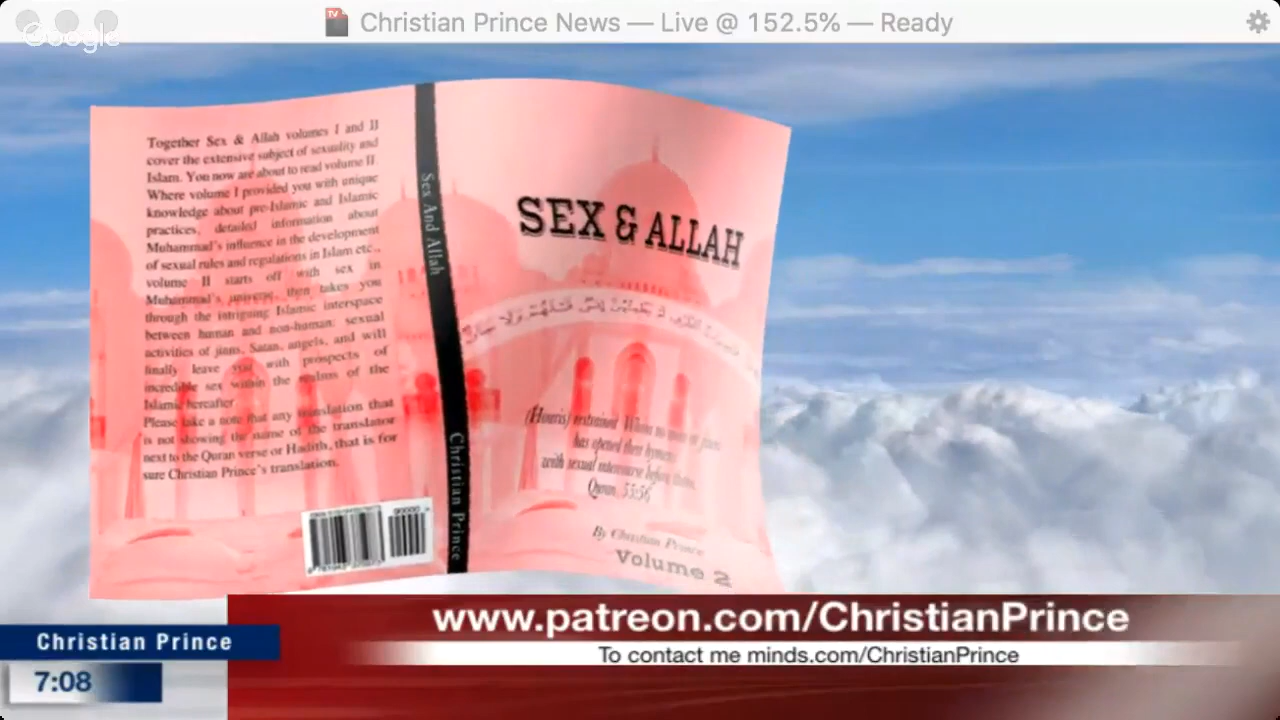 Christian Prince News — Live @ 152.5% — Ready
Google
Together Sex & Allah volumes I and II
cover the extensive subject of sexuality and
Islam. You now are about to read volume II.
Where volume I provided you with unique
knowledge about pre-Islamic and Islamic
practices, detailed information about
Muhammad's influence in the development
of sexual rules and regulations in Islam etc.,
volume II starts off with sex in
Muhammad's universe, then takes you
through the intriguing Islamic interspace
between human and non-human: sexual
activities of jinns, Satan, angels, and will
finally leave you with prospects of
incredible sex within the realms of the
Islamic hereafter.
Please take a note that any translation that
is not showing the name of the translator
next to the Quran verse or Hadith, that is for
sure Christian Prince's translation.
Sex And Allah
Christian Prince
SEX & ALLAH
(Houris) restrained Whom no men or jinns
has opened their hymens
with sexual intercourse before them.
Quran 55:56
By Christian Prince
Volume 2
www.patreon.com/ChristianPrince
To contact me minds.com/ChristianPrince
Christian Prince
7:08